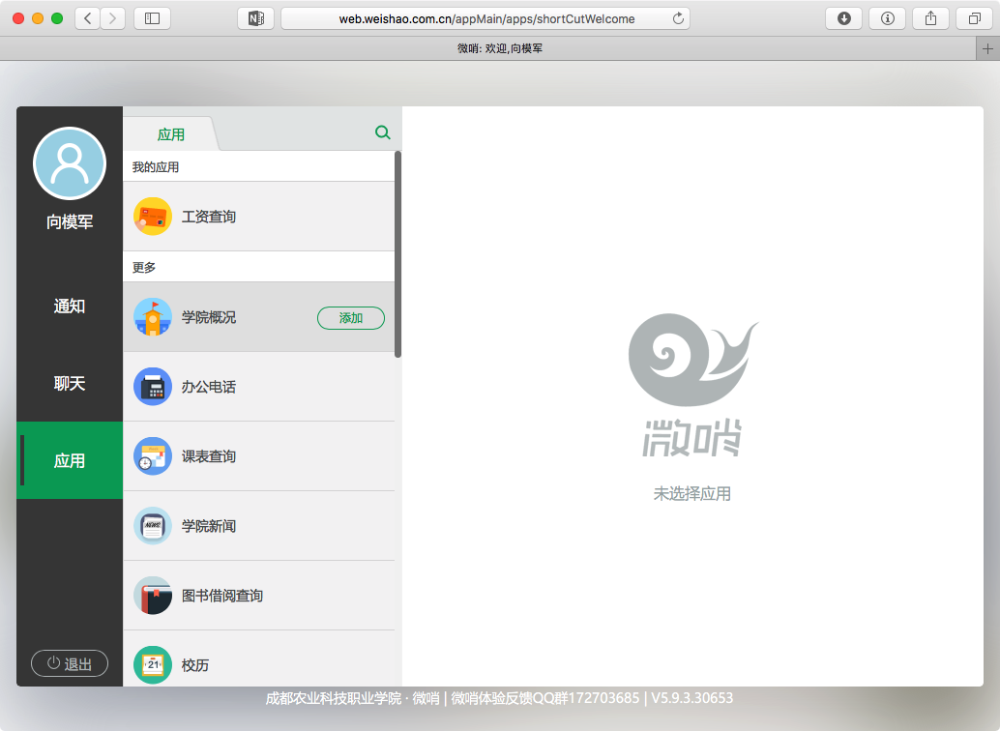 web.weishao.com.cn/appMain/apps/shortCutWelcome
微哨: 欢迎,向模军
向模军
通知
聊天
应用
退出
应用
我的应用
工资查询
更多
学院概况
添加
办公电话
课表查询
学院新闻
NEWS
图书借阅查询
21
校历
微哨
未选择应用
成都农业科技职业学院 · 微哨 | 微哨体验反馈QQ群172703685 | V5.9.3.30653